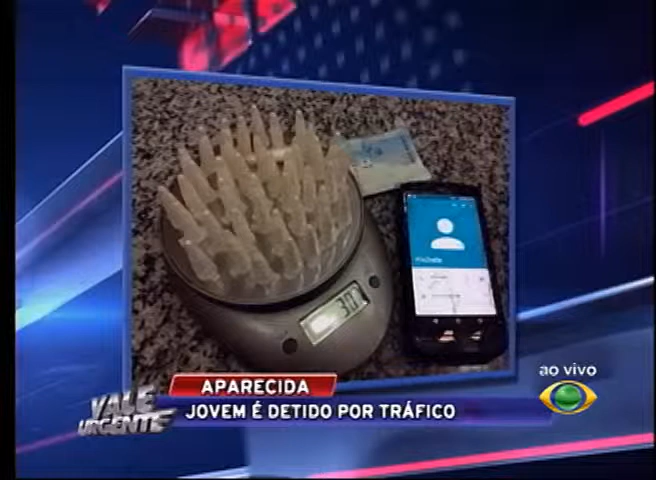 30
APARECIDA
JOVEM É DETIDO POR TRÁFICO
VALE
URGENTE
ao vivo